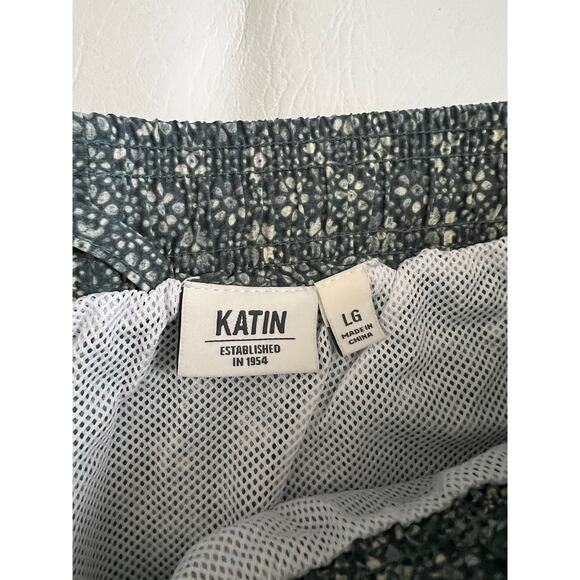 KATIN
ESTABLISHED
IN 1954
LG
MADE IN
CHINA